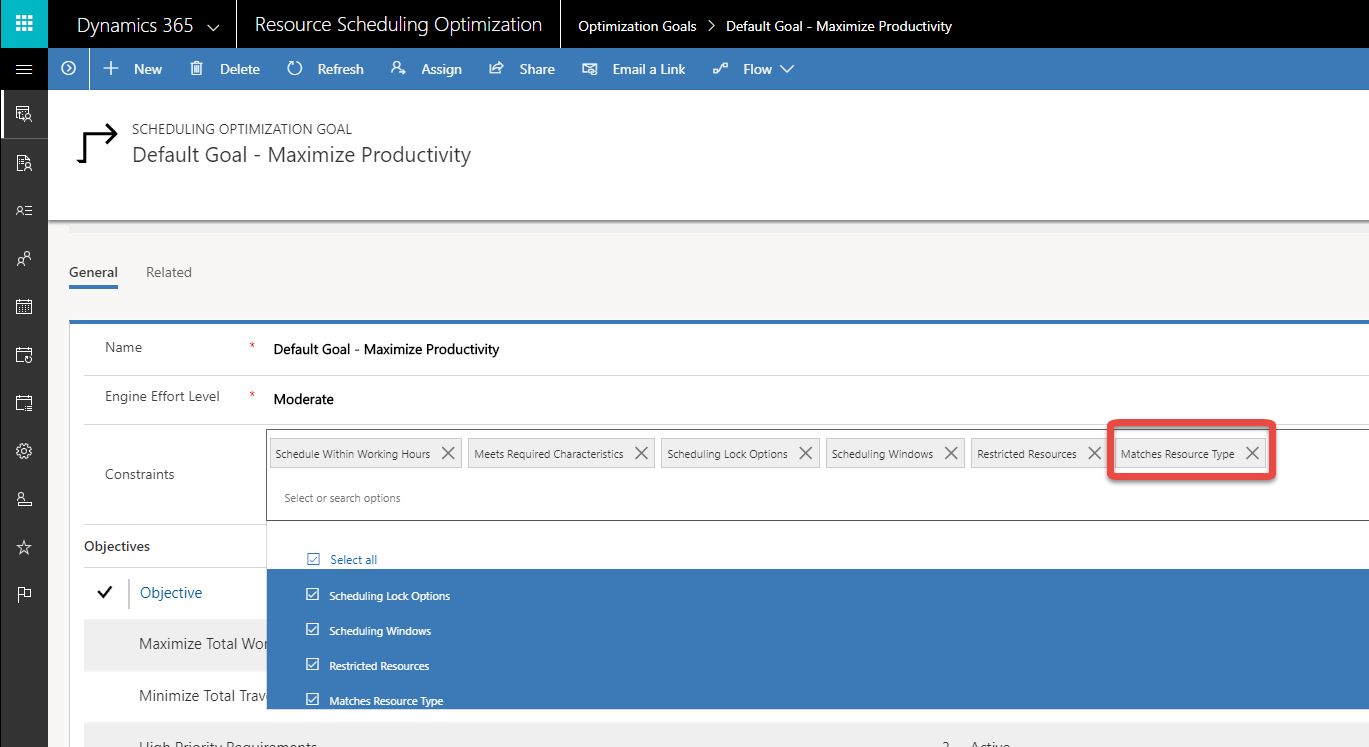 Dynamics 365 Resource Scheduling Optimization Optimization Goals > Default Goal - Maximize Productivity
New Delete Refresh Assign Share Email a Link Flow
SCHEDULING OPTIMIZATION GOAL
Default Goal - Maximize Productivity
General Related
Name * Default Goal - Maximize Productivity
Engine Effort Level * Moderate
Constraints
Schedule Within Working Hours Meets Required Characteristics Scheduling Lock Options Scheduling Windows Restricted Resources Matches Resource Type
Select or search options
Select all
Scheduling Lock Options
Scheduling Windows
Restricted Resources
Matches Resource Type
Objectives
Objective
Maximize Total Wor
Minimize Total Trav
High Priority Requirements 2 Active